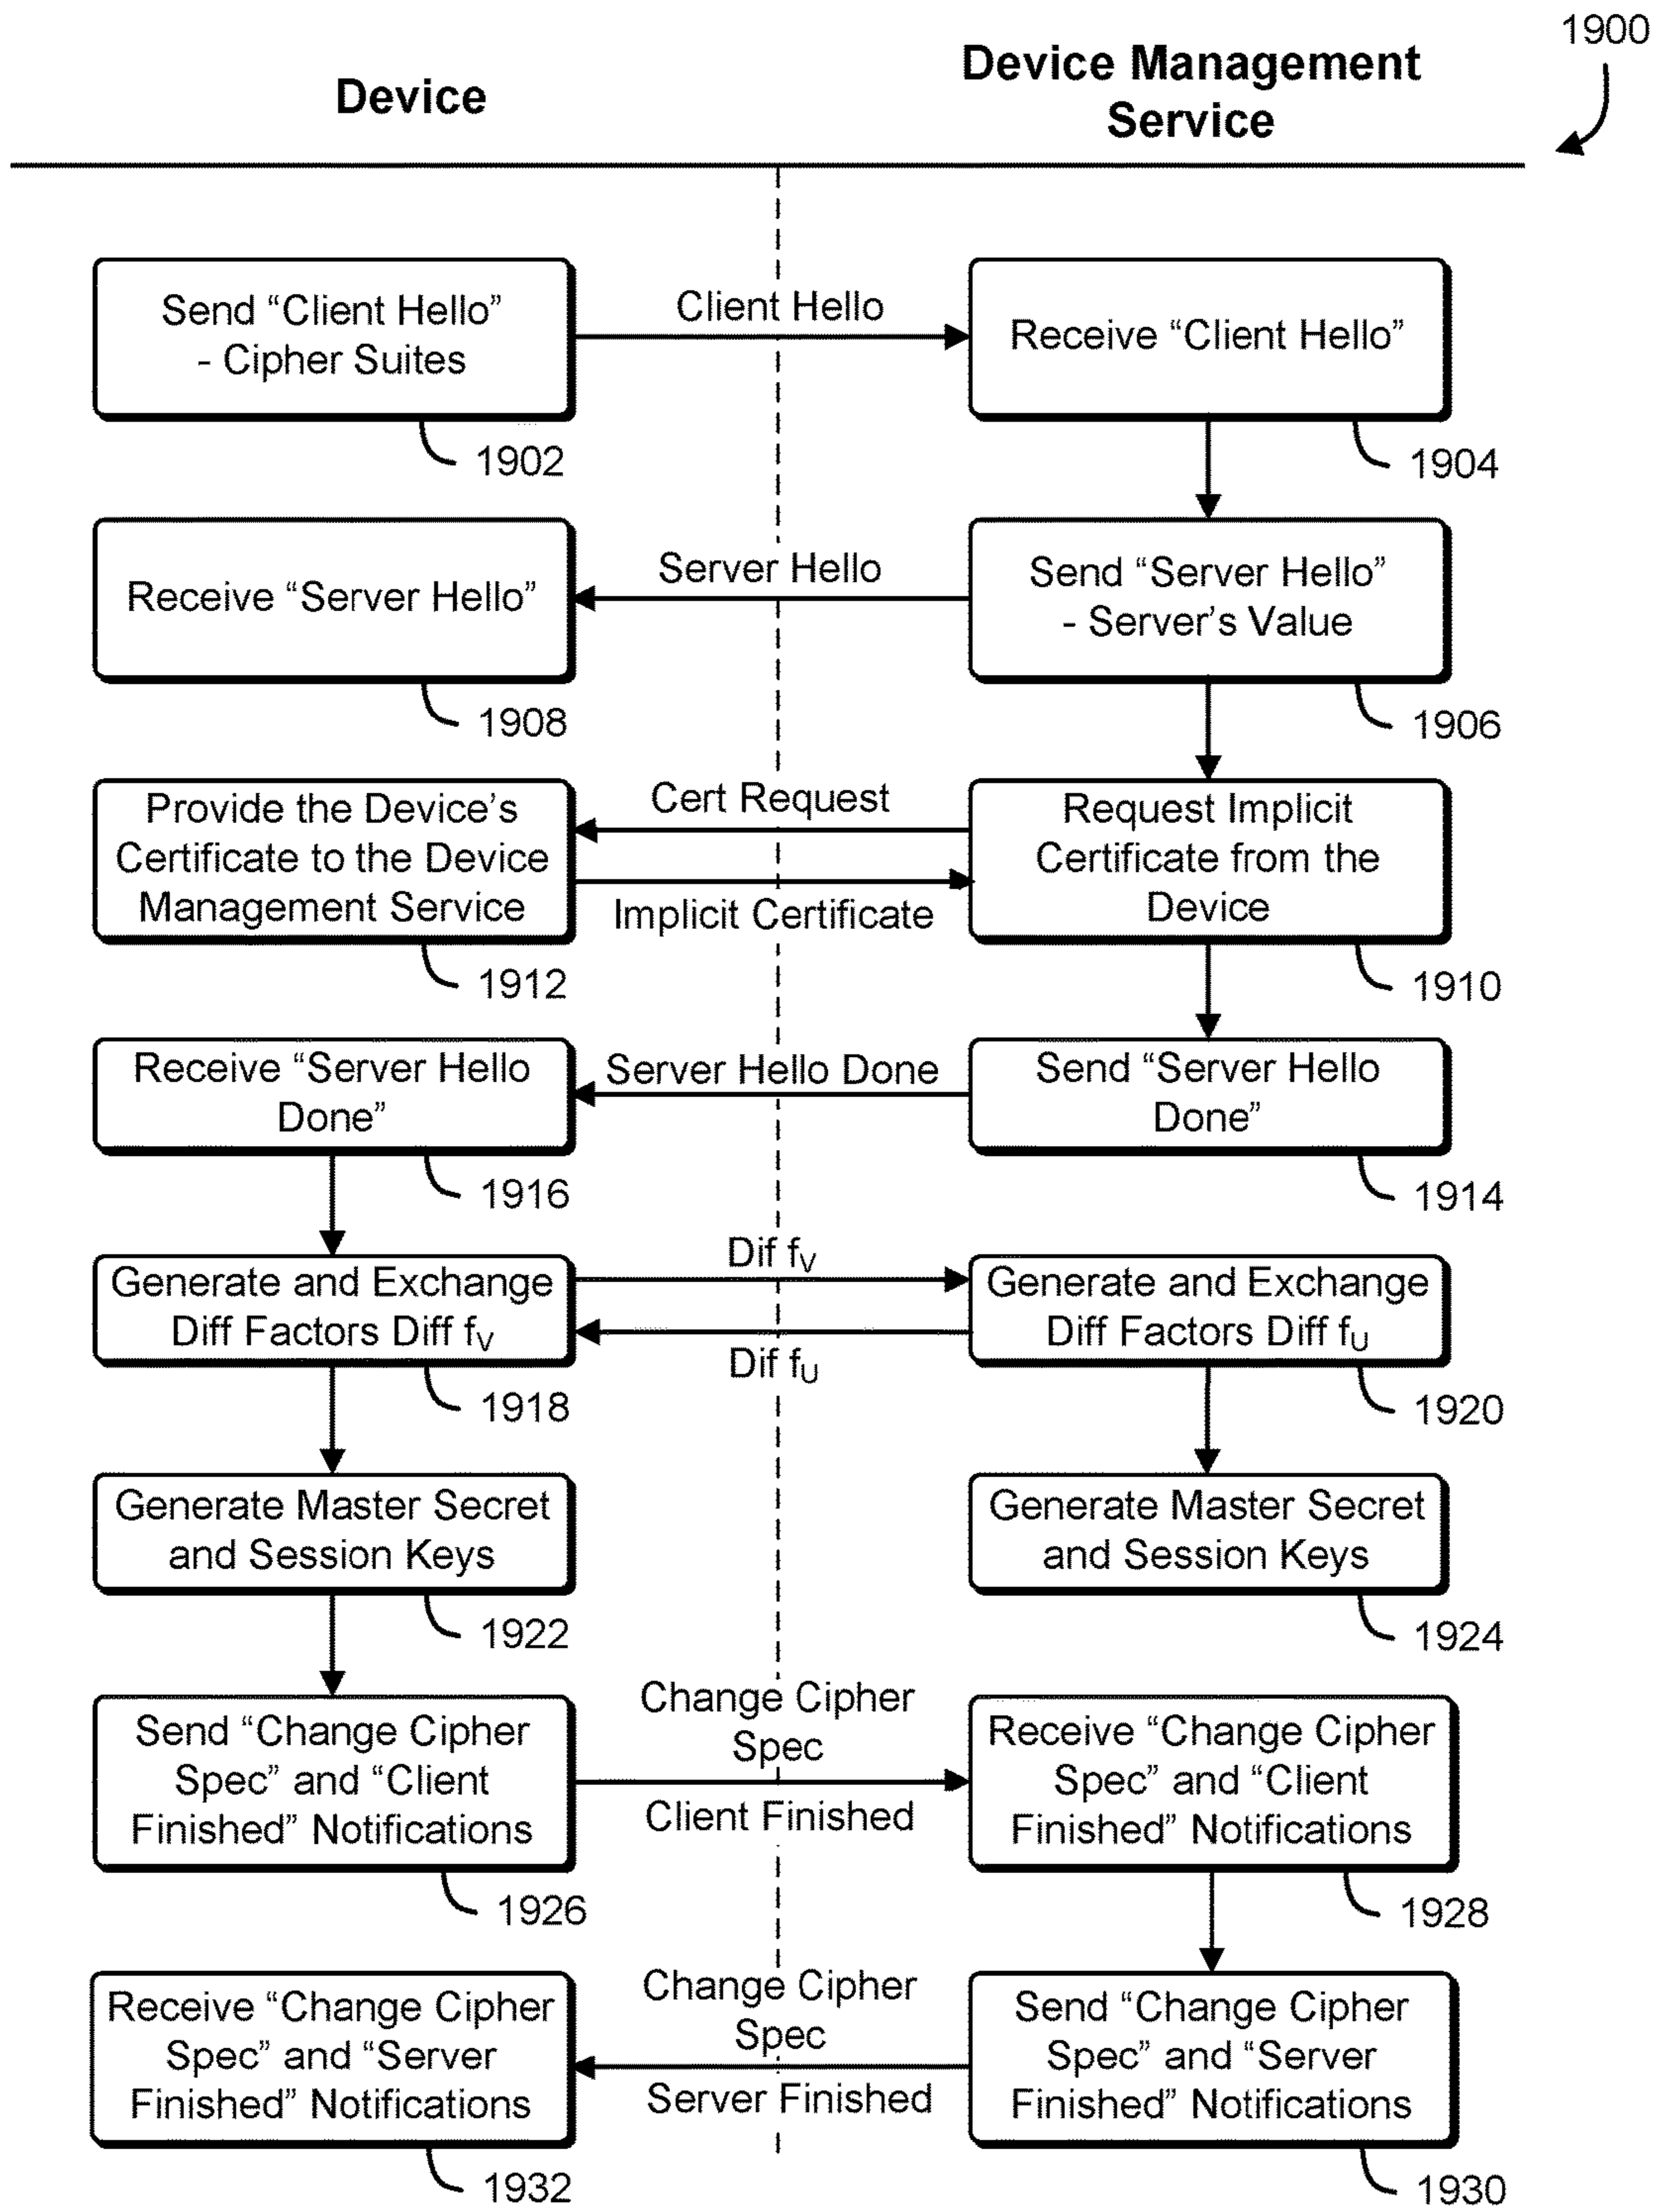 1900
Device
Device Management
Service
Send “Client Hello”
- Cipher Suites
1902
Client Hello
Receive “Client Hello”
1904
Receive “Server Hello”
1908
Server Hello
Send “Server Hello”
- Server’s Value
1906
Provide the Device’s
Certificate to the Device
Management Service
1912
Cert Request
Implicit Certificate
Request Implicit
Certificate from the
Device
1910
Receive “Server Hello
Done”
1916
Server Hello Done
Send “Server Hello
Done”
1914
Generate and Exchange
Diff Factors Diff fV
1918
Dif fV
Dif fU
Generate and Exchange
Diff Factors Diff fU
1920
Generate Master Secret
and Session Keys
1922
Generate Master Secret
and Session Keys
1924
Send “Change Cipher
Spec” and “Client
Finished” Notifications
1926
Change Cipher
Spec
Client Finished
Receive “Change Cipher
Spec” and “Client
Finished” Notifications
1928
Receive “Change Cipher
Spec” and “Server
Finished” Notifications
1932
Change Cipher
Spec
Server Finished
Send “Change Cipher
Spec” and “Server
Finished” Notifications
1930